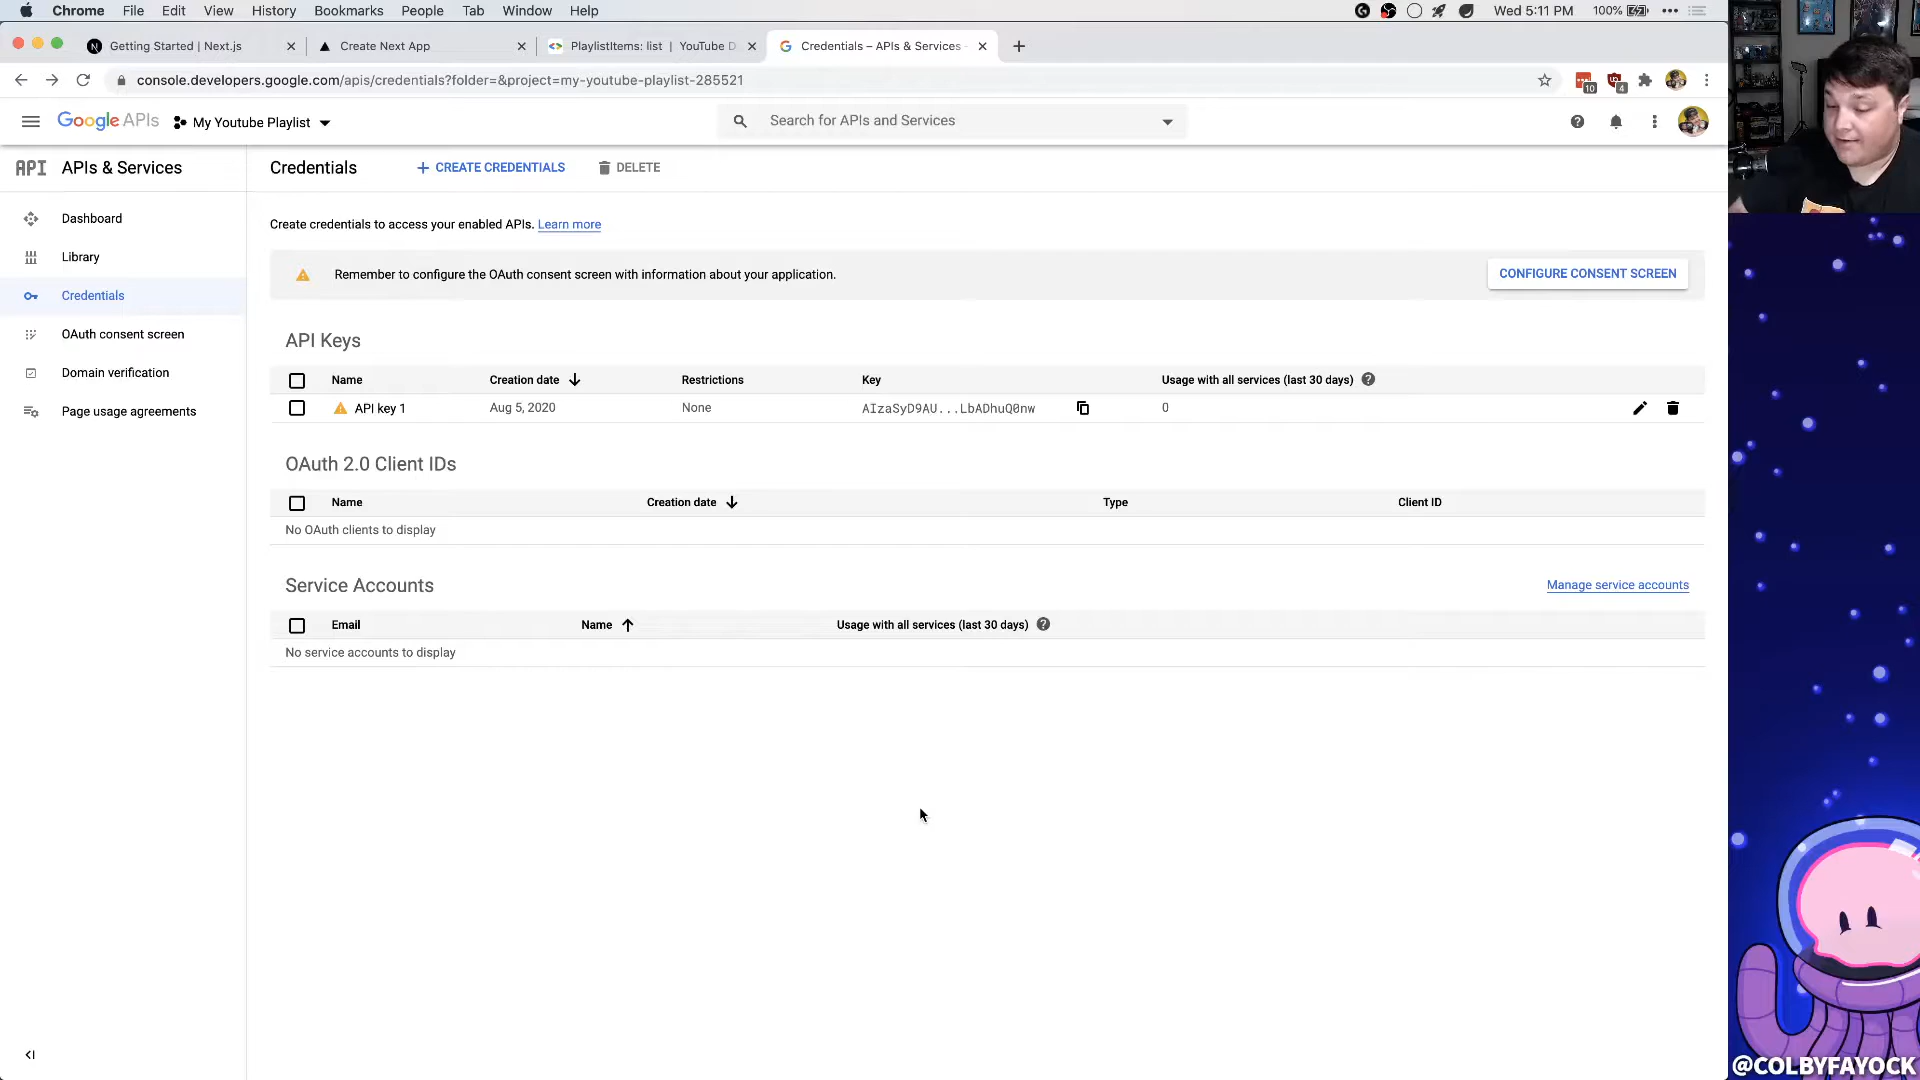 Chrome File Edit View History Bookmarks People Tab Window Help Wed 5:11 PM 100%
Getting Started | Next.js Create Next App PlaylistItems: list | YouTube D Credentials – APIs & Services -
console.developers.google.com/apis/credentials?folder=&project=my-youtube-playlist-285521 10 4
Google APIs My Youtube Playlist Search for APIs and Services
API APIs & Services
Credentials CREATE CREDENTIALS DELETE
Dashboard
Library
Credentials
OAuth consent screen
Domain verification
Page usage agreements
Create credentials to access your enabled APIs. Learn more
Remember to configure the OAuth consent screen with information about your application. CONFIGURE CONSENT SCREEN
API Keys
Name Creation date Restrictions Key Usage with all services (last 30 days)
API key 1 Aug 5, 2020 None AIzaSyD9AU...LbADhuQ0nw 0
OAuth 2.0 Client IDs
Name Creation date Type Client ID
No OAuth clients to display
Service Accounts Manage service accounts
Email Name Usage with all services (last 30 days)
No service accounts to display
@COLBYFAYOCK